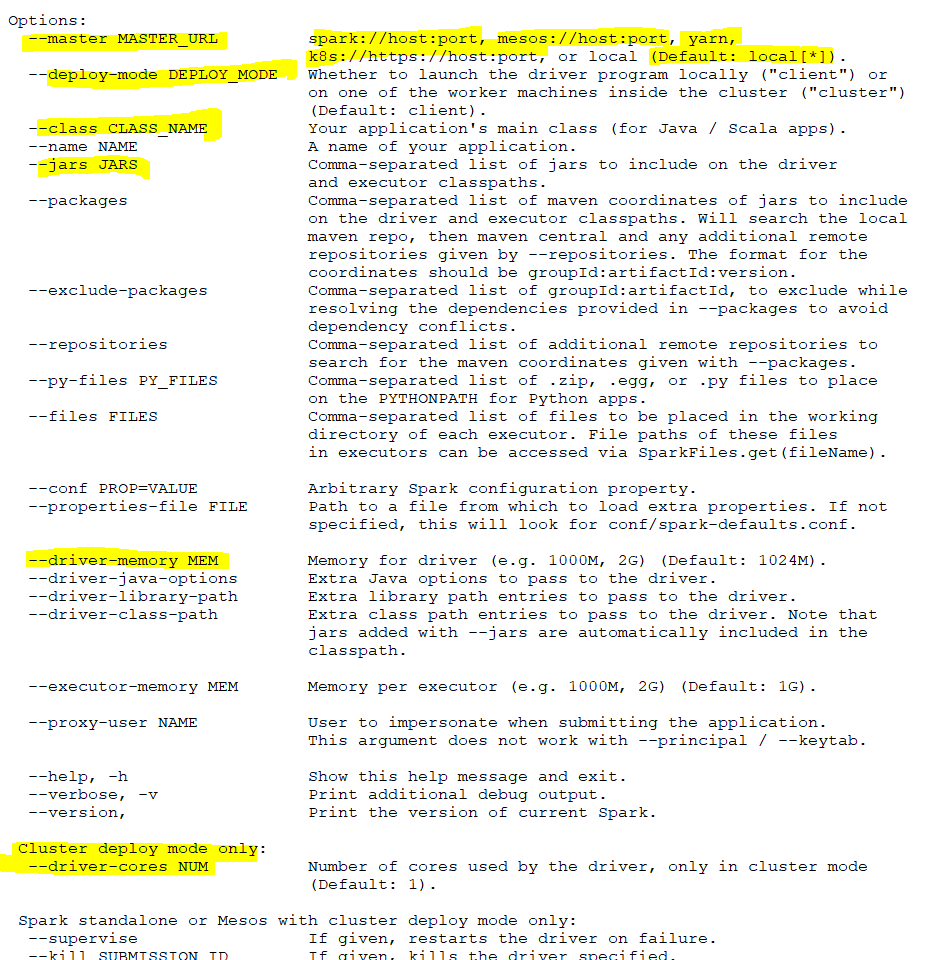 Options:
--master MASTER_URL spark://host:port, mesos://host:port, yarn,
k8s://https://host:port, or local (Default: local[*]).
--deploy-mode DEPLOY_MODE Whether to launch the driver program locally ("client") or
on one of the worker machines inside the cluster ("cluster")
(Default: client).
--class CLASS_NAME Your application's main class (for Java / Scala apps).
--name NAME A name of your application.
--jars JARS Comma-separated list of jars to include on the driver
and executor classpaths.
--packages Comma-separated list of maven coordinates of jars to include
on the driver and executor classpaths. Will search the local
maven repo, then maven central and any additional remote
repositories given by --repositories. The format for the
coordinates should be groupId:artifactId:version.
--exclude-packages Comma-separated list of groupId:artifactId, to exclude while
resolving the dependencies provided in --packages to avoid
dependency conflicts.
--repositories Comma-separated list of additional remote repositories to
search for the maven coordinates given with --packages.
--py-files PY_FILES Comma-separated list of .zip, .egg, or .py files to place
on the PYTHONPATH for Python apps.
--files FILES Comma-separated list of files to be placed in the working
directory of each executor. File paths of these files
in executors can be accessed via SparkFiles.get(fileName).
--conf PROP=VALUE Arbitrary Spark configuration property.
--properties-file FILE Path to a file from which to load extra properties. If not
specified, this will look for conf/spark-defaults.conf.
--driver-memory MEM Memory for driver (e.g. 1000M, 2G) (Default: 1024M).
--driver-java-options Extra Java options to pass to the driver.
--driver-library-path Extra library path entries to pass to the driver.
--driver-class-path Extra class path entries to pass to the driver. Note that
jars added with --jars are automatically included in the
classpath.
--executor-memory MEM Memory per executor (e.g. 1000M, 2G) (Default: 1G).
--proxy-user NAME User to impersonate when submitting the application.
This argument does not work with --principal / --keytab.
--help, -h Show this help message and exit.
--verbose, -v Print additional debug output.
--version, Print the version of current Spark.
Cluster deploy mode only:
--driver-cores NUM Number of cores used by the driver, only in cluster mode
(Default: 1).
Spark standalone or Mesos with cluster deploy mode only:
--supervise If given, restarts the driver on failure.
--kill SUBMISSION_ID If given, kills the driver specified.